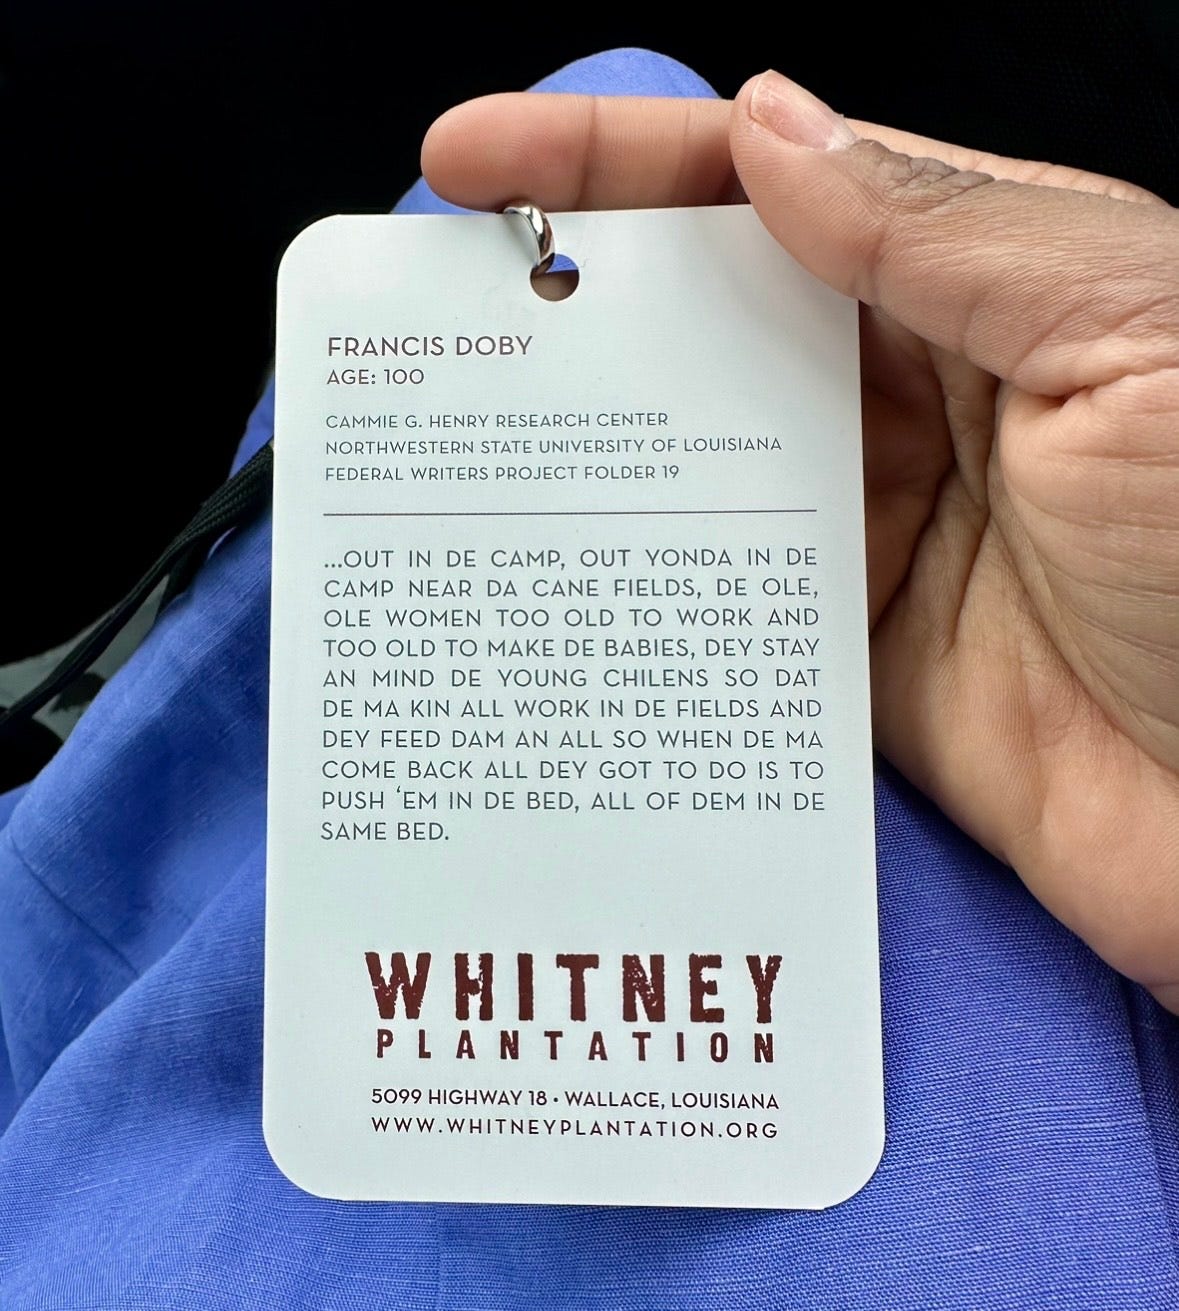 FRANCIS DOBY
AGE: 100
CAMMIE G. HENRY RESEARCH CENTER
NORTHWESTERN STATE UNIVERSITY OF LOUISIANA
FEDERAL WRITERS PROJECT FOLDER 19
...OUT IN DE CAMP, OUT YONDA IN DE
CAMP NEAR DA CANE FIELDS, DE OLE,
OLE WOMEN TOO OLD TO WORK AND
TOO OLD TO MAKE DE BABIES, DEY STAY
AN MIND DE YOUNG CHILENS SO DAT
DE MA KIN ALL WORK IN DE FIELDS AND
DEY FEED DAM AN ALL SO WHEN DE MA
COME BACK ALL DEY GOT TO DO IS TO
PUSH ‘EM IN DE BED, ALL OF DEM IN DE
SAME BED.
WHITNEY
PLANTATION
5099 HIGHWAY 18 • WALLACE, LOUISIANA
WWW.WHITNEYPLANTATION.ORG